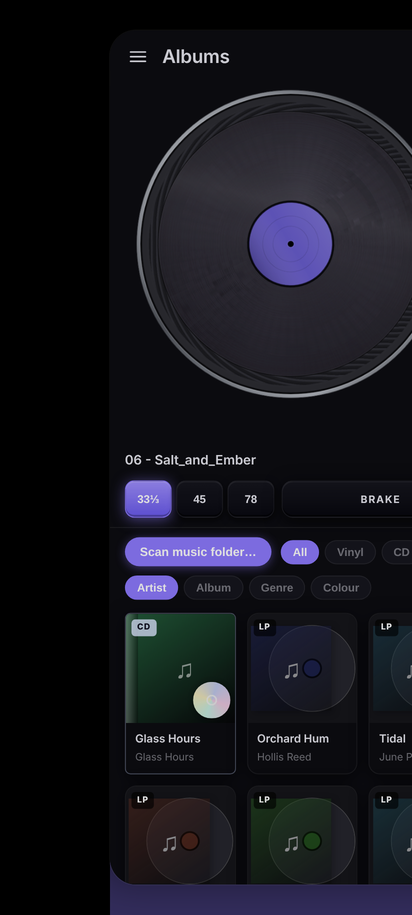 Albums
06 - Salt_and_Ember
33⅓ 45 78 BRAKE
Scan music folder... All Vinyl CD
Artist Album Genre Colour
CD LP LP
Glass Hours Orchard Hum Tidal
Glass Hours Hollis Reed June P
LP LP LP